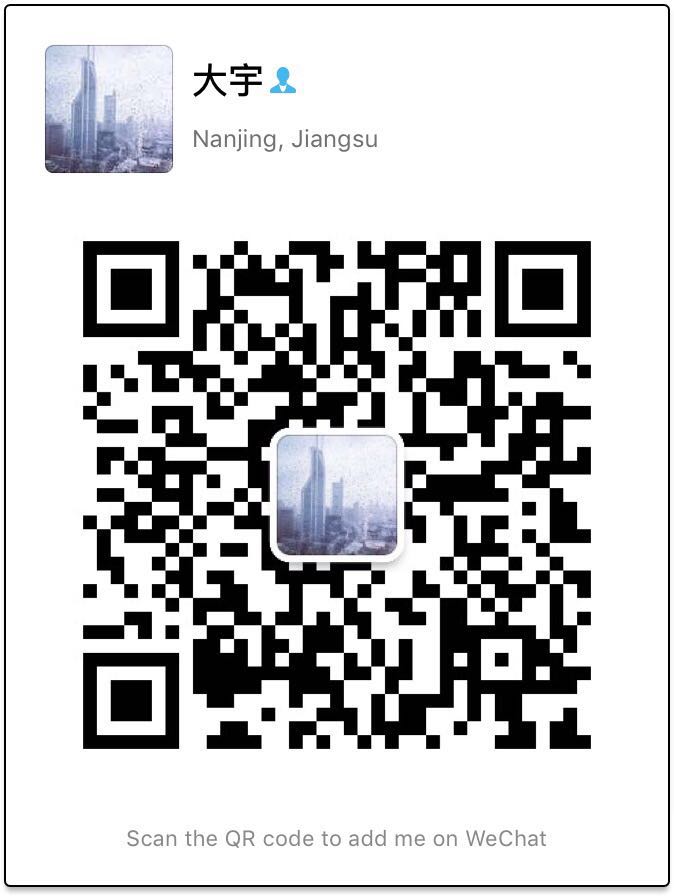 大宇
Nanjing, Jiangsu
Scan the QR code to add me on WeChat